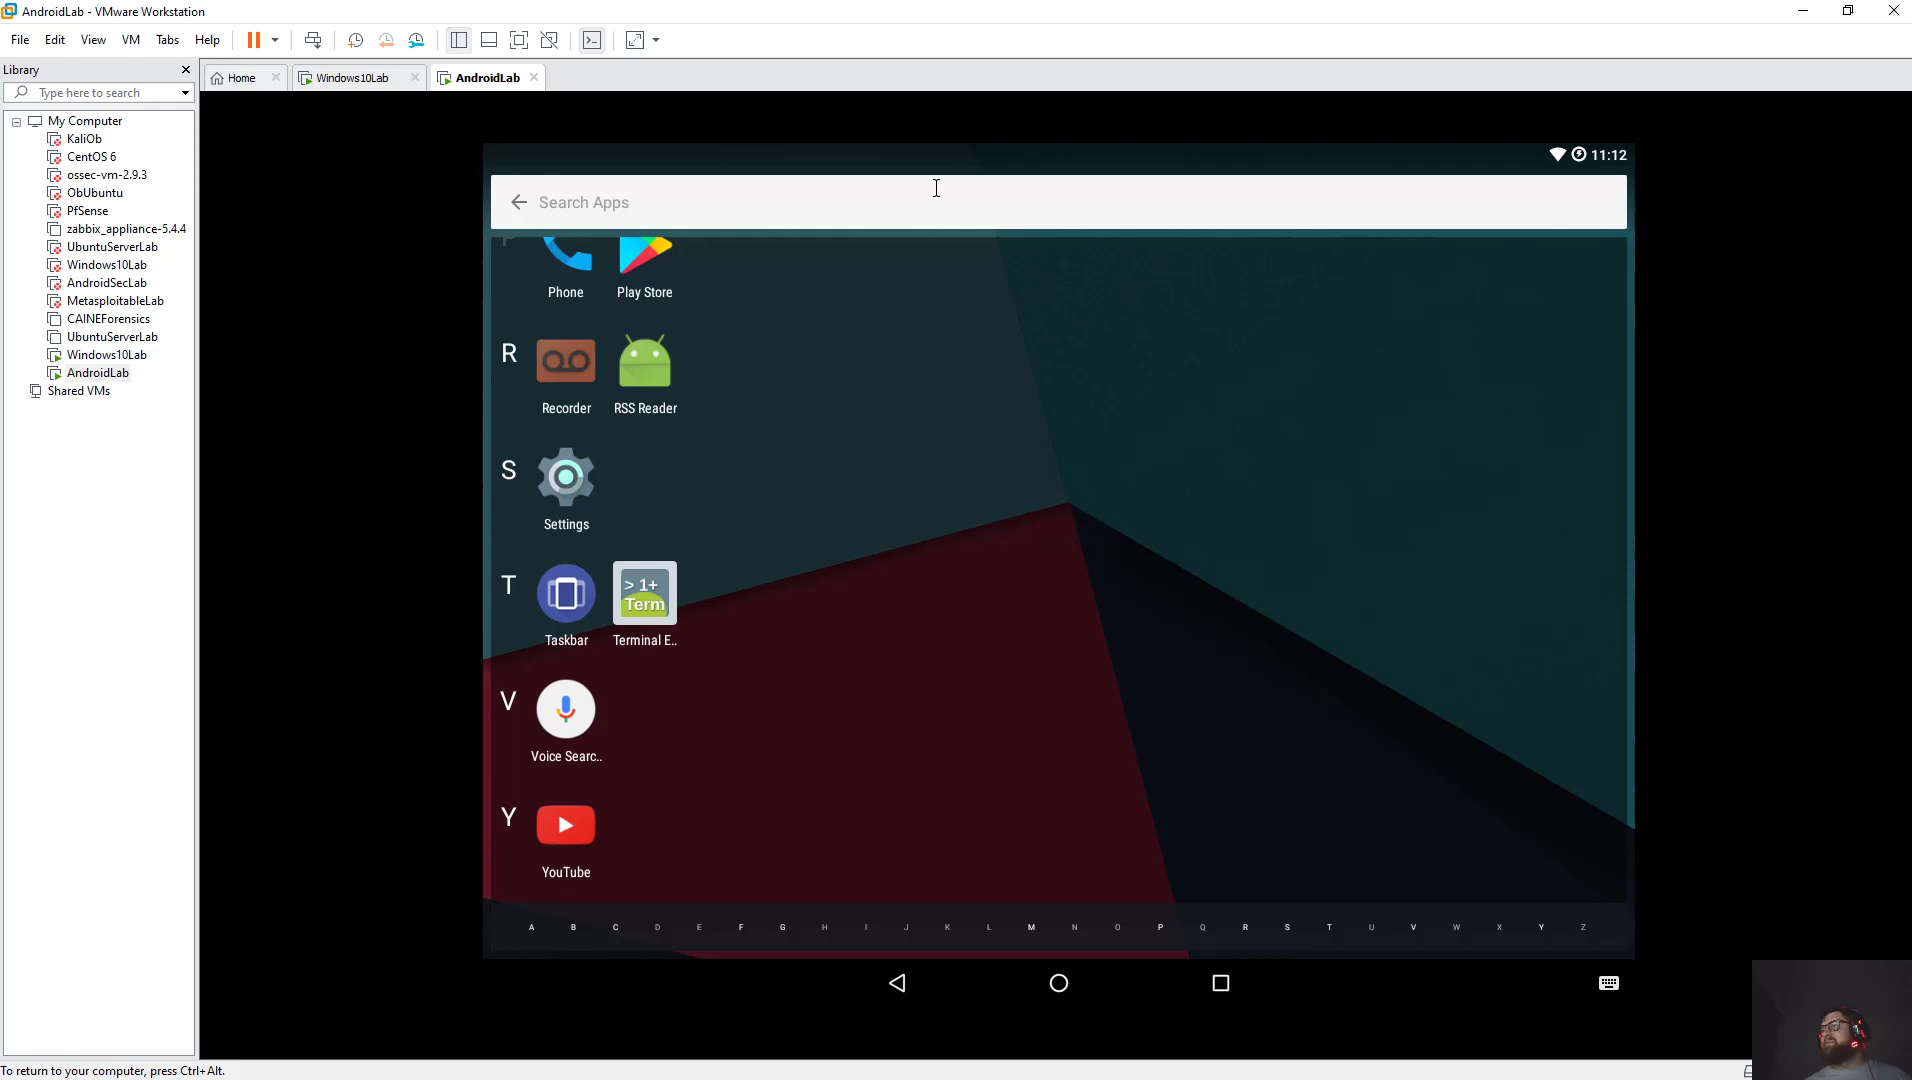 AndroidLab - VMware Workstation
File Edit View VM Tabs Help
Library
Type here to search
Home
Windows10Lab
AndroidLab
My Computer
KaliOb
CentOS 6
ossec-vm-2.9.3
ObUbuntu
PfSense
zabbix_appliance-5.4.4
UbuntuServerLab
Windows10Lab
AndroidSecLab
MetasploitableLab
CAINEForensics
UbuntuServerLab
Windows10Lab
AndroidLab
Shared VMs
11:12
Search Apps
Phone Play Store
R
Recorder RSS Reader
S
Settings
T
> 1+
Term
Taskbar Terminal E..
V
Voice Searc..
Y
YouTube
A B C D E F G H I J K L M N O P Q R S T U V W X Y Z
To return to your computer, press Ctrl+Alt.